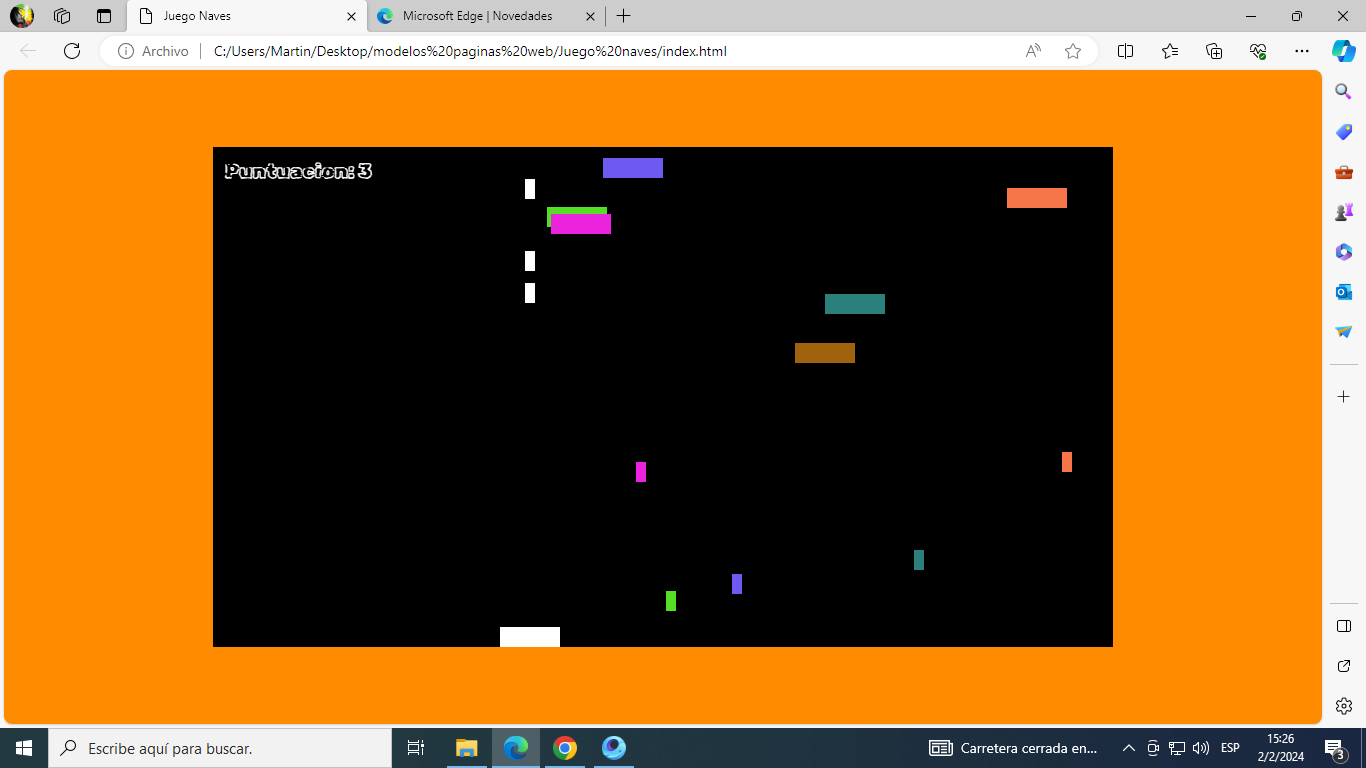 Juego Naves
Microsoft Edge | Novedades
Archivo
C:/Users/Martin/Desktop/modelos%20paginas%20web/Juego%20naves/index.html
Puntuacion: 3
Escribe aquí para buscar.
Carretera cerrada en...
ESP
15:26
2/2/2024
3